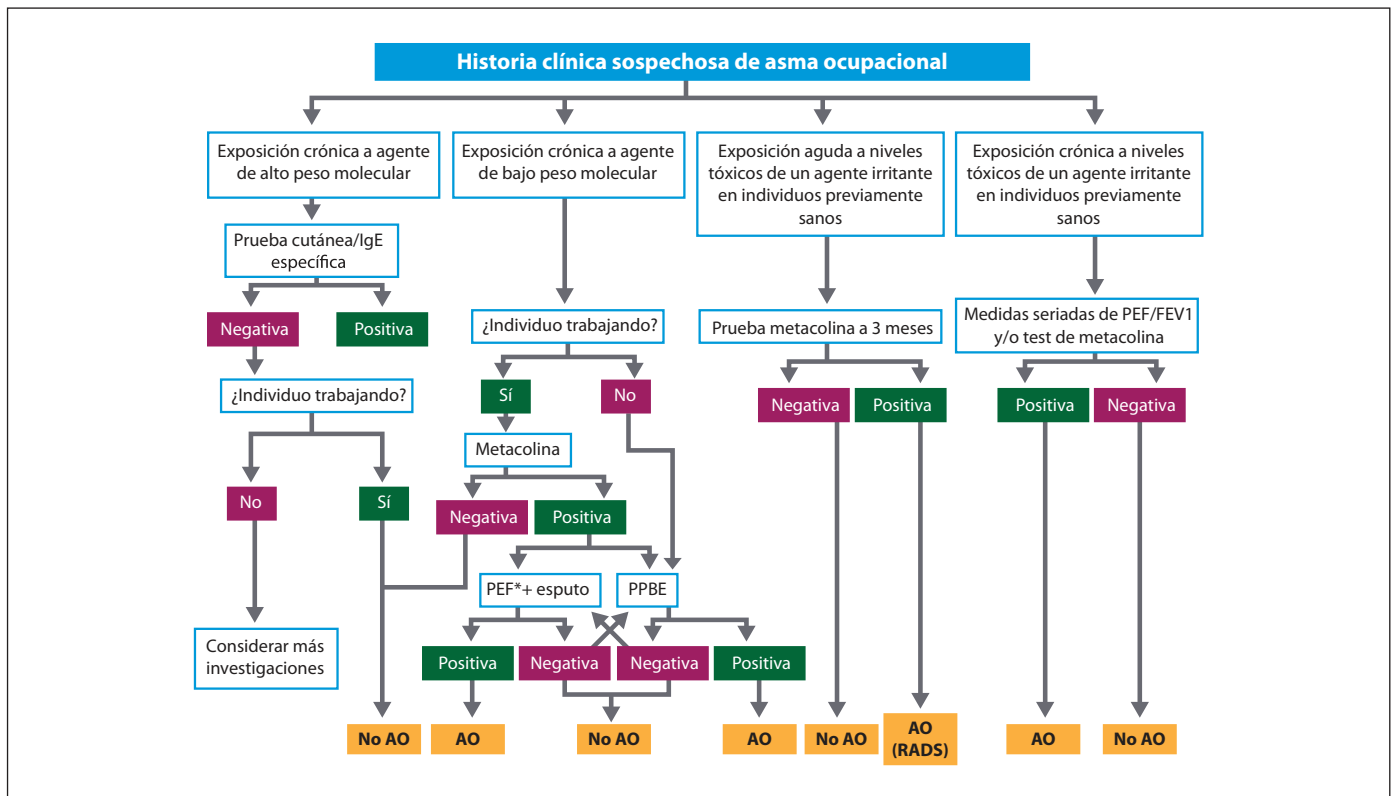 Historia clínica sospechosa de asma ocupacional
Exposición crónica a agente
de alto peso molecular
Exposición crónica a agente
de bajo peso molecular
Exposición aguda a niveles
tóxicos de un agente irritante
en individuos previamente
sanos
Exposición crónica a niveles
tóxicos de un agente irritante
en individuos previamente
sanos
Prueba cutánea/IgE
específica
Negativa
Positiva
¿Individuo trabajando?
Prueba metacolina a 3 meses
Medidas seriadas de PEF/FEV1
y/o test de metacolina
¿Individuo trabajando?
Sí
No
Negativa
Positiva
Positiva
Negativa
Metacolina
No
Sí
Negativa
Positiva
PEF*+ esputo
PPBE
Considerar más
investigaciones
Positiva
Negativa
Negativa
Positiva
No AO
AO
No AO
AO
No AO
AO
(RADS)
AO
No AO